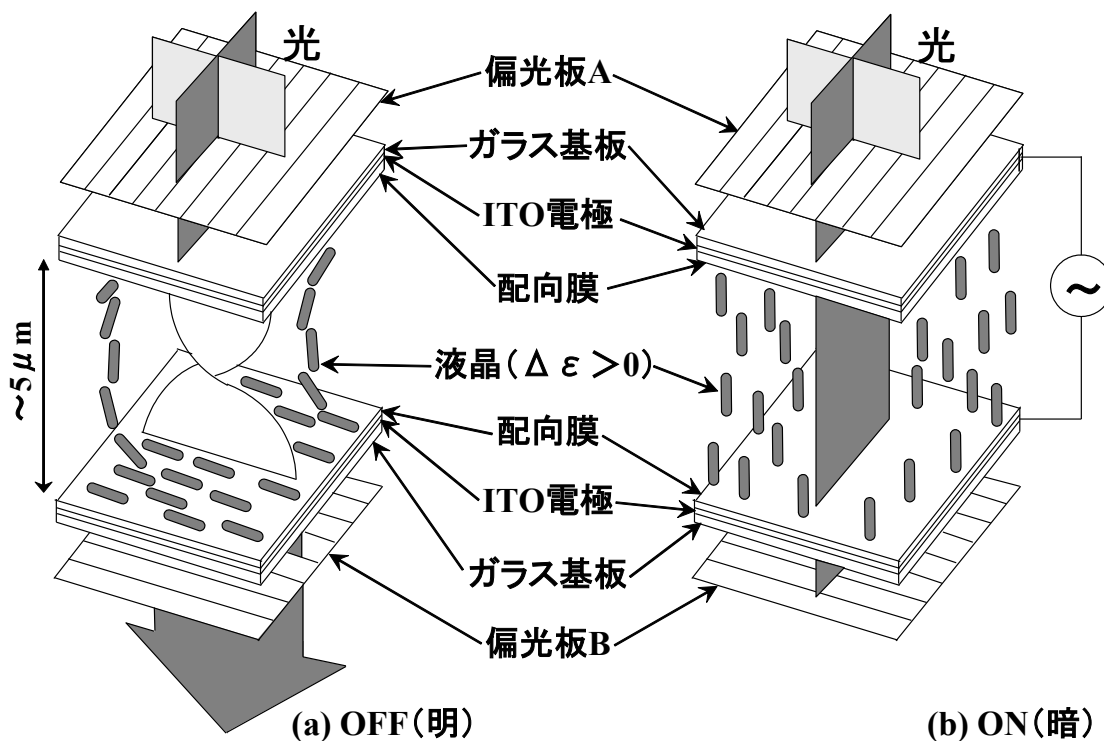 光
光
偏光板A
ガラス基板
ITO電極
配向膜
~5μm
液晶(Δε>0)
配向膜
ITO電極
ガラス基板
偏光板B
~
(a) OFF(明)
(b) ON(暗)